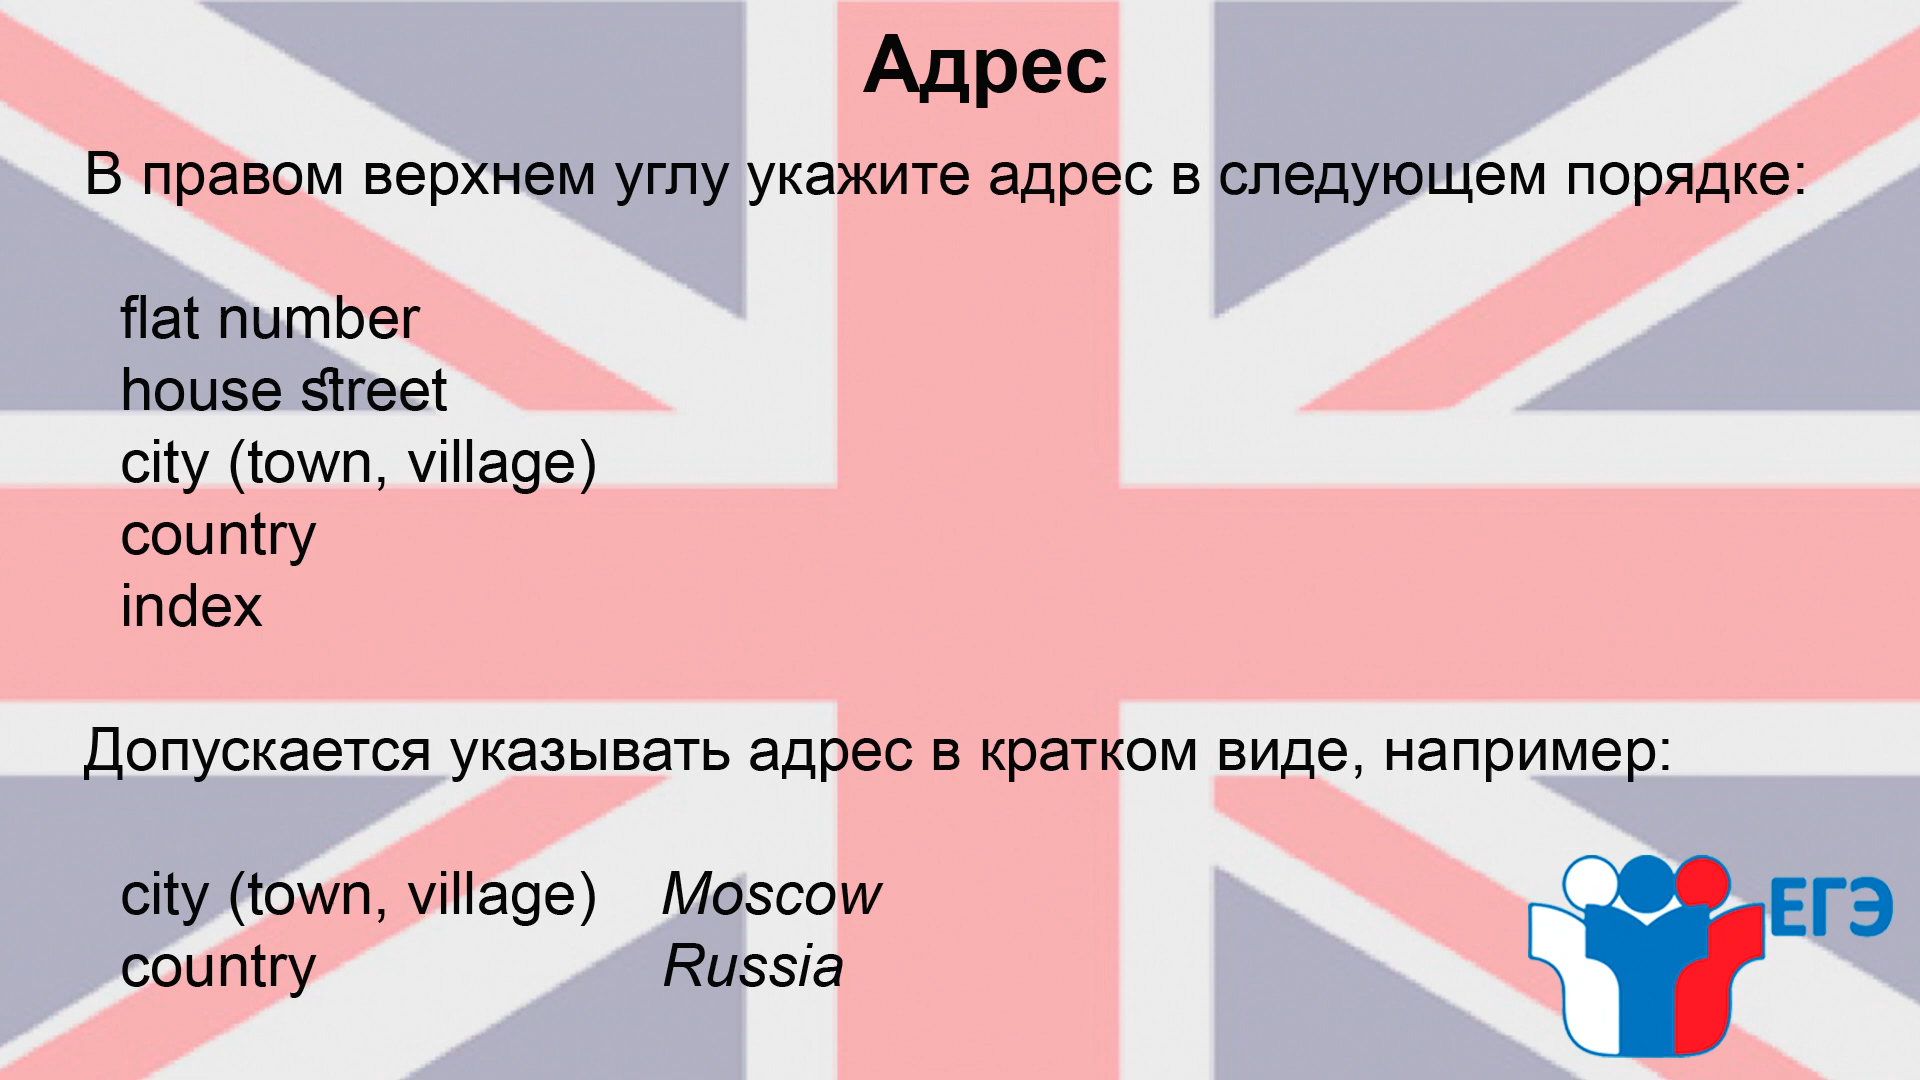 Адрес
В правом верхнем углу укажите адрес в следующем порядке:
flat number
house street
city (town, village)
country
index
Допускается указывать адрес в кратком виде, например:
city (town, village) Moscow
country Russia
ЕГЭ